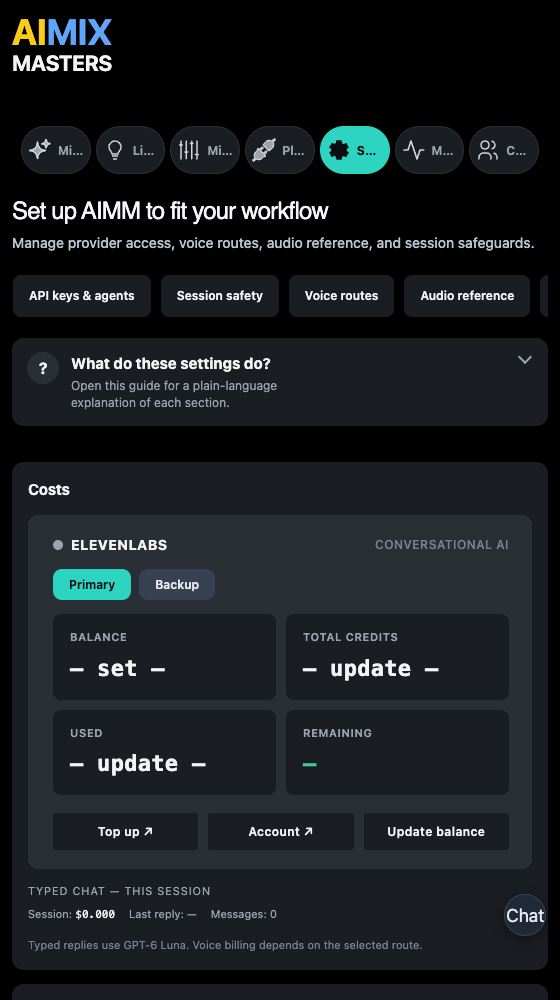 AIMIX
MASTERS
Mi...
Li...
Mi...
Pl...
S...
M...
C...
Set up AIMM to fit your workflow
Manage provider access, voice routes, audio reference, and session safeguards.
API keys & agents
Session safety
Voice routes
Audio reference
?
What do these settings do?
Open this guide for a plain-language
explanation of each section.
Costs
ELEVENLABS
CONVERSATIONAL AI
Primary
Backup
BALANCE
TOTAL CREDITS
— set —
— update —
USED
REMAINING
— update —
—
Top up ↗
Account ↗
Update balance
TYPED CHAT — THIS SESSION
Session: $0.000 Last reply: — Messages: 0
Chat
Typed replies use GPT-6 Luna. Voice billing depends on the selected route.